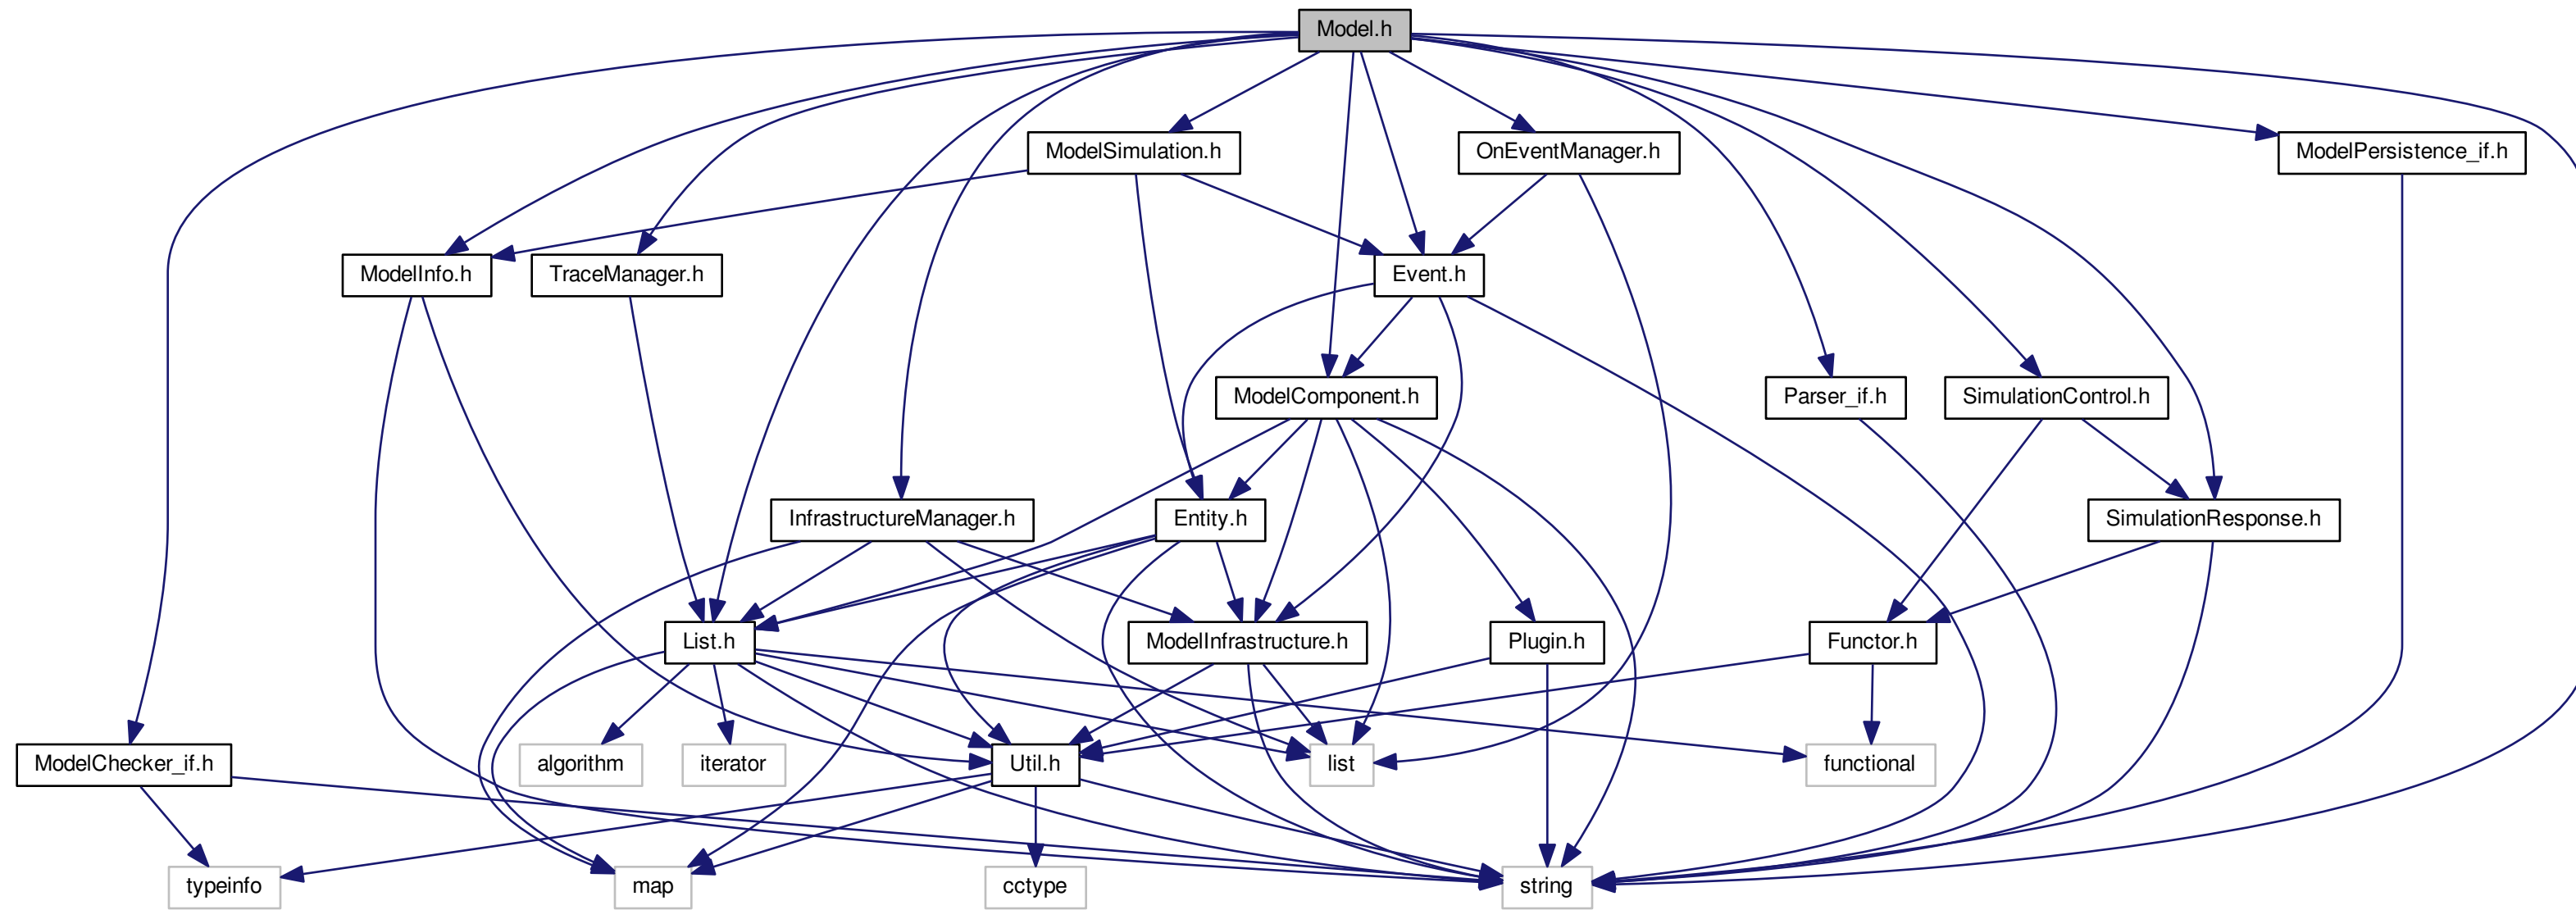 Model.h
ModelSimulation.h
OnEventManager.h
ModelPersistence_if.h
ModelInfo.h
TraceManager.h
Event.h
ModelComponent.h
Parser_if.h
SimulationControl.h
InfrastructureManager.h
Entity.h
SimulationResponse.h
List.h
ModelInfrastructure.h
Plugin.h
Functor.h
ModelChecker_if.h
algorithm
iterator
Util.h
list
functional
typeinfo
map
cctype
string